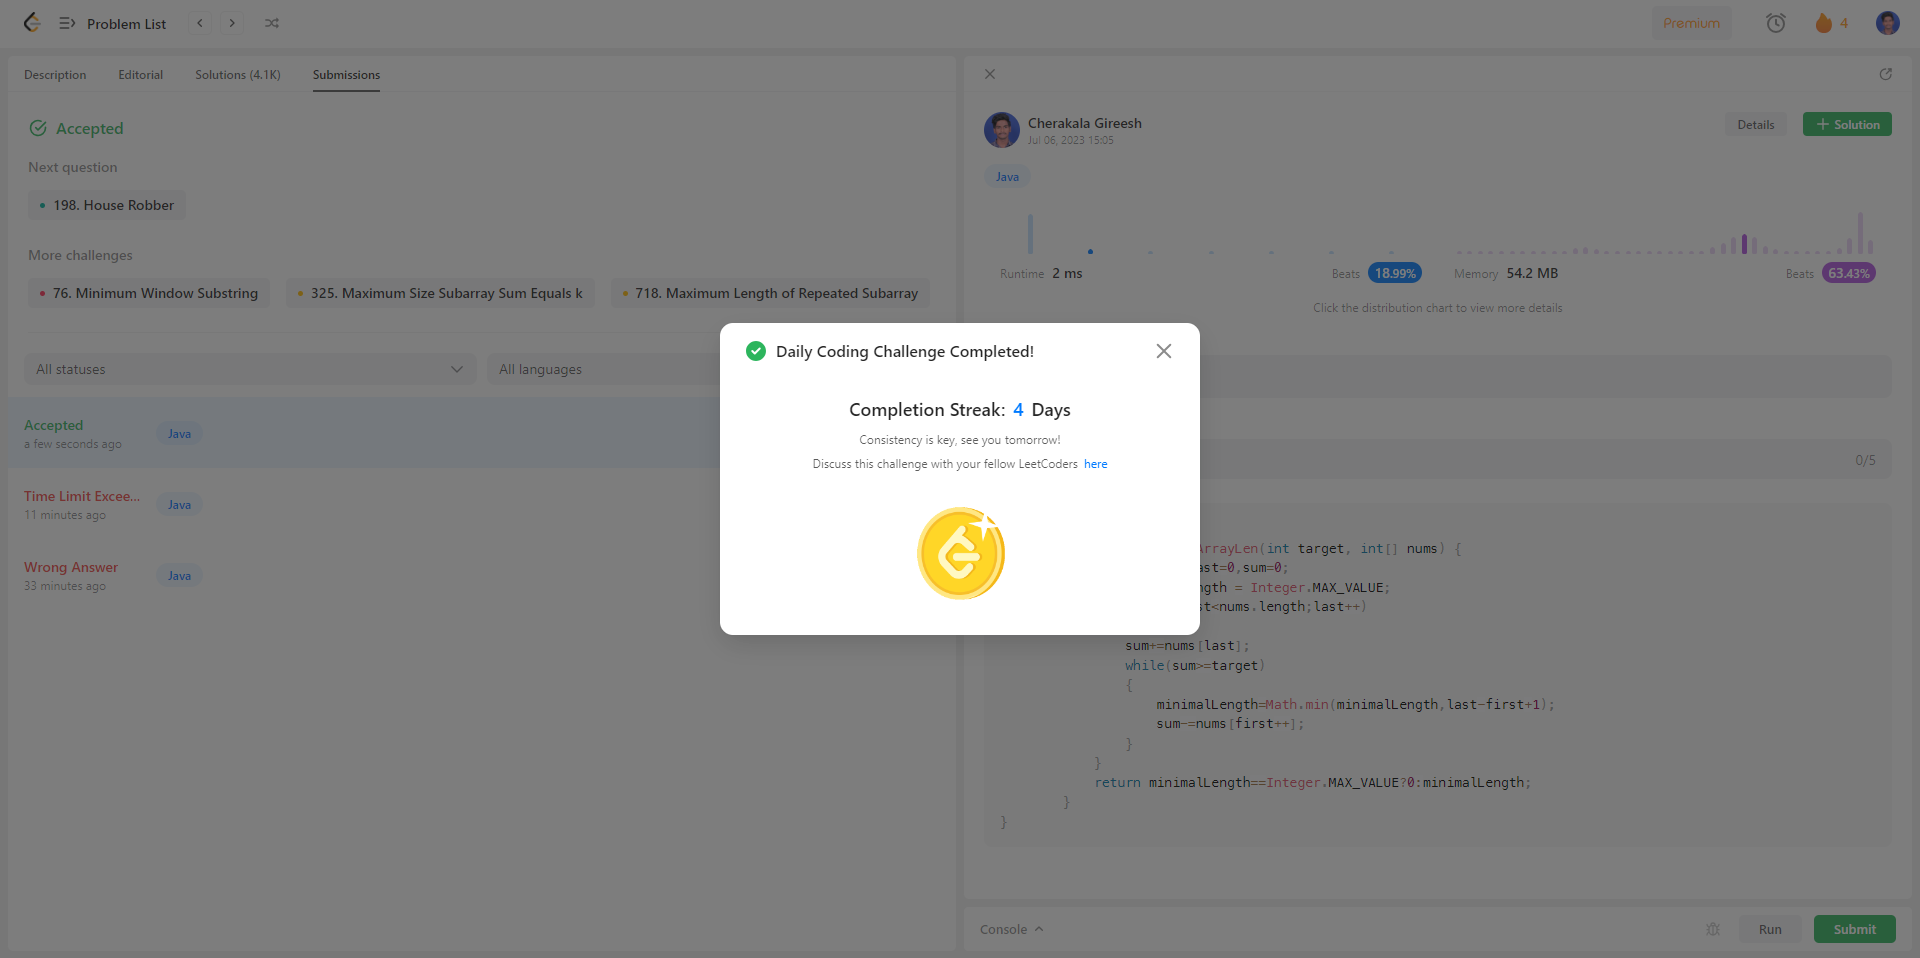 Problem List
Premium
4
Description Editorial Solutions (4.1K) Submissions
Accepted
Next question
198. House Robber
More challenges
76. Minimum Window Substring 325. Maximum Size Subarray Sum Equals k 718. Maximum Length of Repeated Subarray
All statuses All languages
Accepted
a few seconds ago
Java
Time Limit Excee...
11 minutes ago
Java
Wrong Answer
33 minutes ago
Java
Cherakala Gireesh
Jul 06, 2023 15:05
Details
Solution
Java
Runtime 2 ms Beats 18.99% Memory 54.2 MB Beats 63.43%
Click the distribution chart to view more details
Daily Coding Challenge Completed!
Completion Streak: 4 Days
Consistency is key, see you tomorrow!
Discuss this challenge with your fellow LeetCoders here
0/5
rrayLen(int target, int[] nums) {
ast=0,sum=0;
ngth = Integer.MAX_VALUE;
st<nums.length;last++)
sum+=nums[last];
while(sum>=target)
{
minimalLength=Math.min(minimalLength,last-first+1);
sum-=nums[first++];
}
}
return minimalLength==Integer.MAX_VALUE?0:minimalLength;
}
}
Console Run Submit